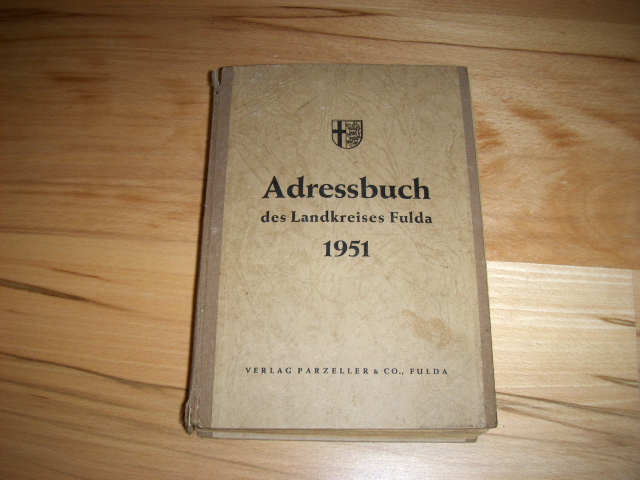 Adressbuch
des Landkreises Fulda
1951
VERLAG PARZELLER & CO., FULDA